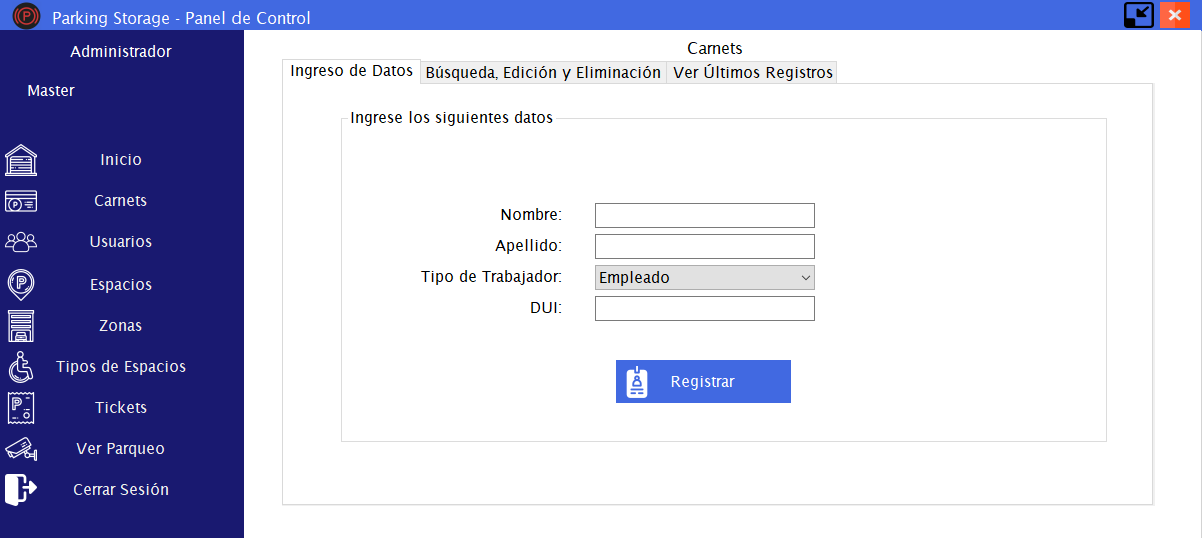 Parking Storage - Panel de Control
Administrador
Master
Inicio
Carnets
Usuarios
Espacios
Zonas
Tipos de Espacios
Tickets
Ver Parqueo
Cerrar Sesión
Carnets
Ingreso de Datos
Búsqueda, Edición y Eliminación
Ver Últimos Registros
Ingrese los siguientes datos
Nombre:
Apellido:
Tipo de Trabajador: Empleado
DUI:
Registrar